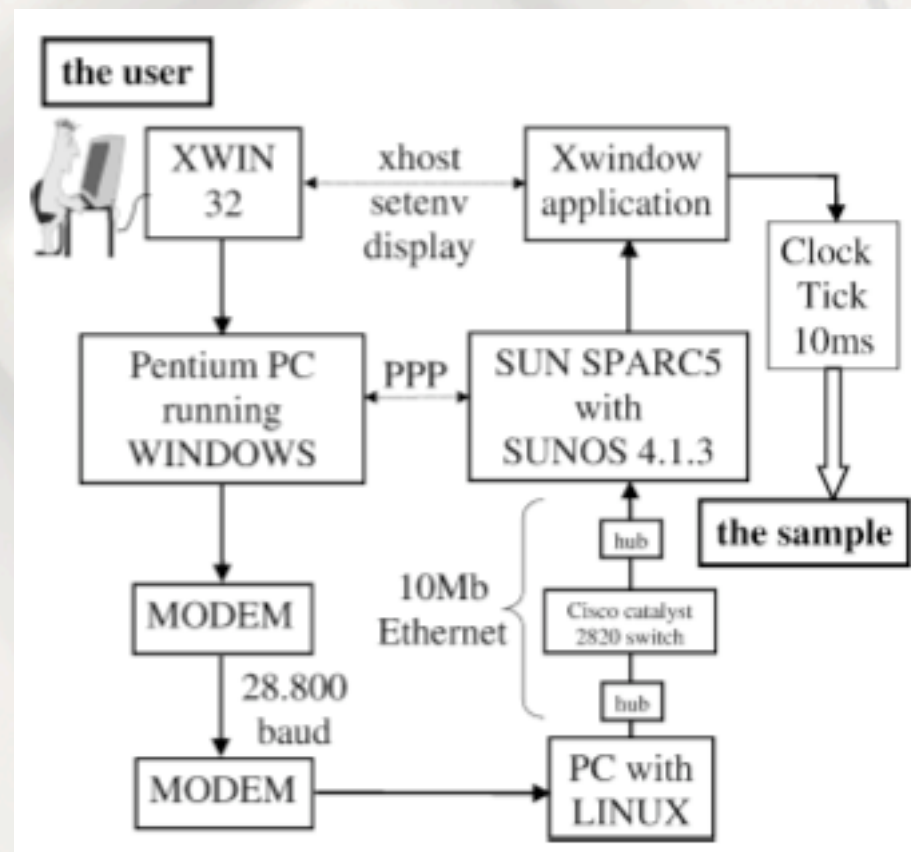 the user
XWIN
32
xhost
setenv
display
Xwindow
application
Clock
Tick
10ms
Pentium PC
running
WINDOWS
PPP
SUN SPARC5
with
SUNOS 4.1.3
the sample
hub
10Mb
Ethernet
Cisco catalyst
2820 switch
hub
MODEM
28.800
baud
MODEM
PC with
LINUX